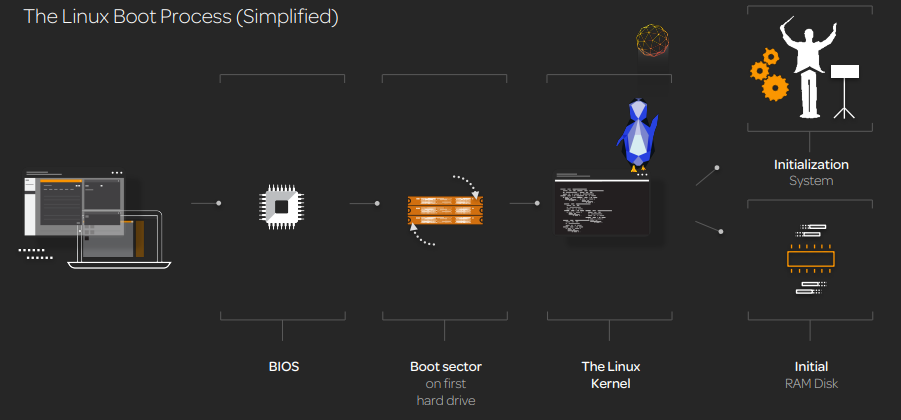 The Linux Boot Process (Simplified)
Initialization
System
BIOS
Boot sector
on first
hard drive
The Linux
Kernel
Initial
RAM Disk